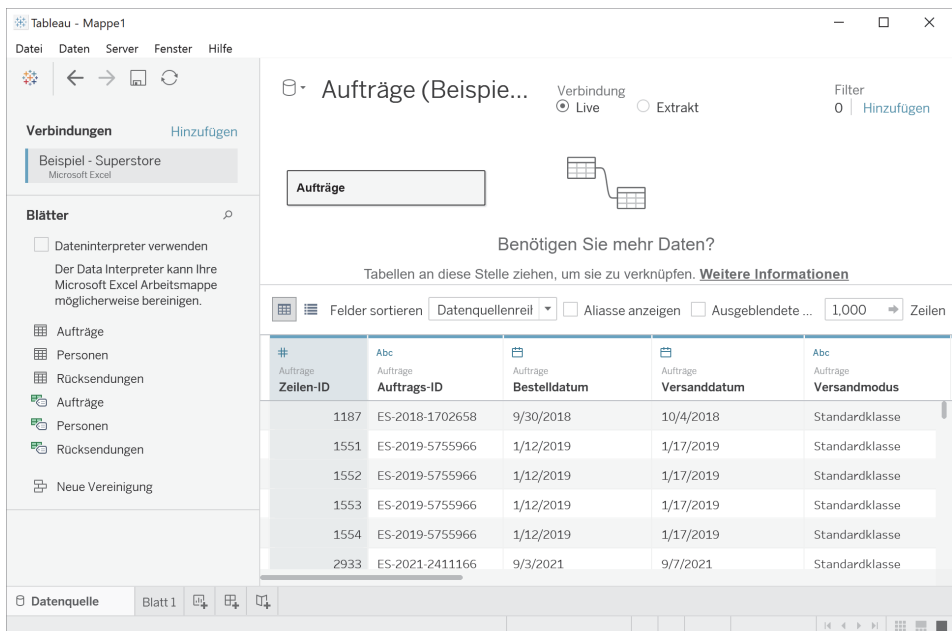 Tableau - Mappe1
Datei Daten Server Fenster Hilfe
Verbindungen Hinzufügen
Beispiel - Superstore
Microsoft Excel
Blätter
Dateninterpreter verwenden
Der Data Interpreter kann Ihre
Microsoft Excel Arbeitsmappe
möglicherweise bereinigen.
Aufträge
Personen
Rücksendungen
Aufträge
Personen
Rücksendungen
Neue Vereinigung
Aufträge (Beispie...
Verbindung
Live Extrakt
Filter
0 Hinzufügen
Aufträge
Benötigen Sie mehr Daten?
Tabellen an diese Stelle ziehen, um sie zu verknüpfen. Weitere Informationen
Felder sortieren Datenquellenreil Aliasse anzeigen Ausgeblendete ... 1,000 Zeilen
# Abc Abc
Aufträge Aufträge Aufträge Aufträge Aufträge
Zeilen-ID Auftrags-ID Bestelldatum Versanddatum Versandmodus
1187 ES-2018-1702658 9/30/2018 10/4/2018 Standardklasse
1551 ES-2019-5755966 1/12/2019 1/17/2019 Standardklasse
1552 ES-2019-5755966 1/12/2019 1/17/2019 Standardklasse
1553 ES-2019-5755966 1/12/2019 1/17/2019 Standardklasse
1554 ES-2019-5755966 1/12/2019 1/17/2019 Standardklasse
2933 ES-2021-2411166 9/3/2021 9/7/2021 Standardklasse
Datenquelle Blatt 1